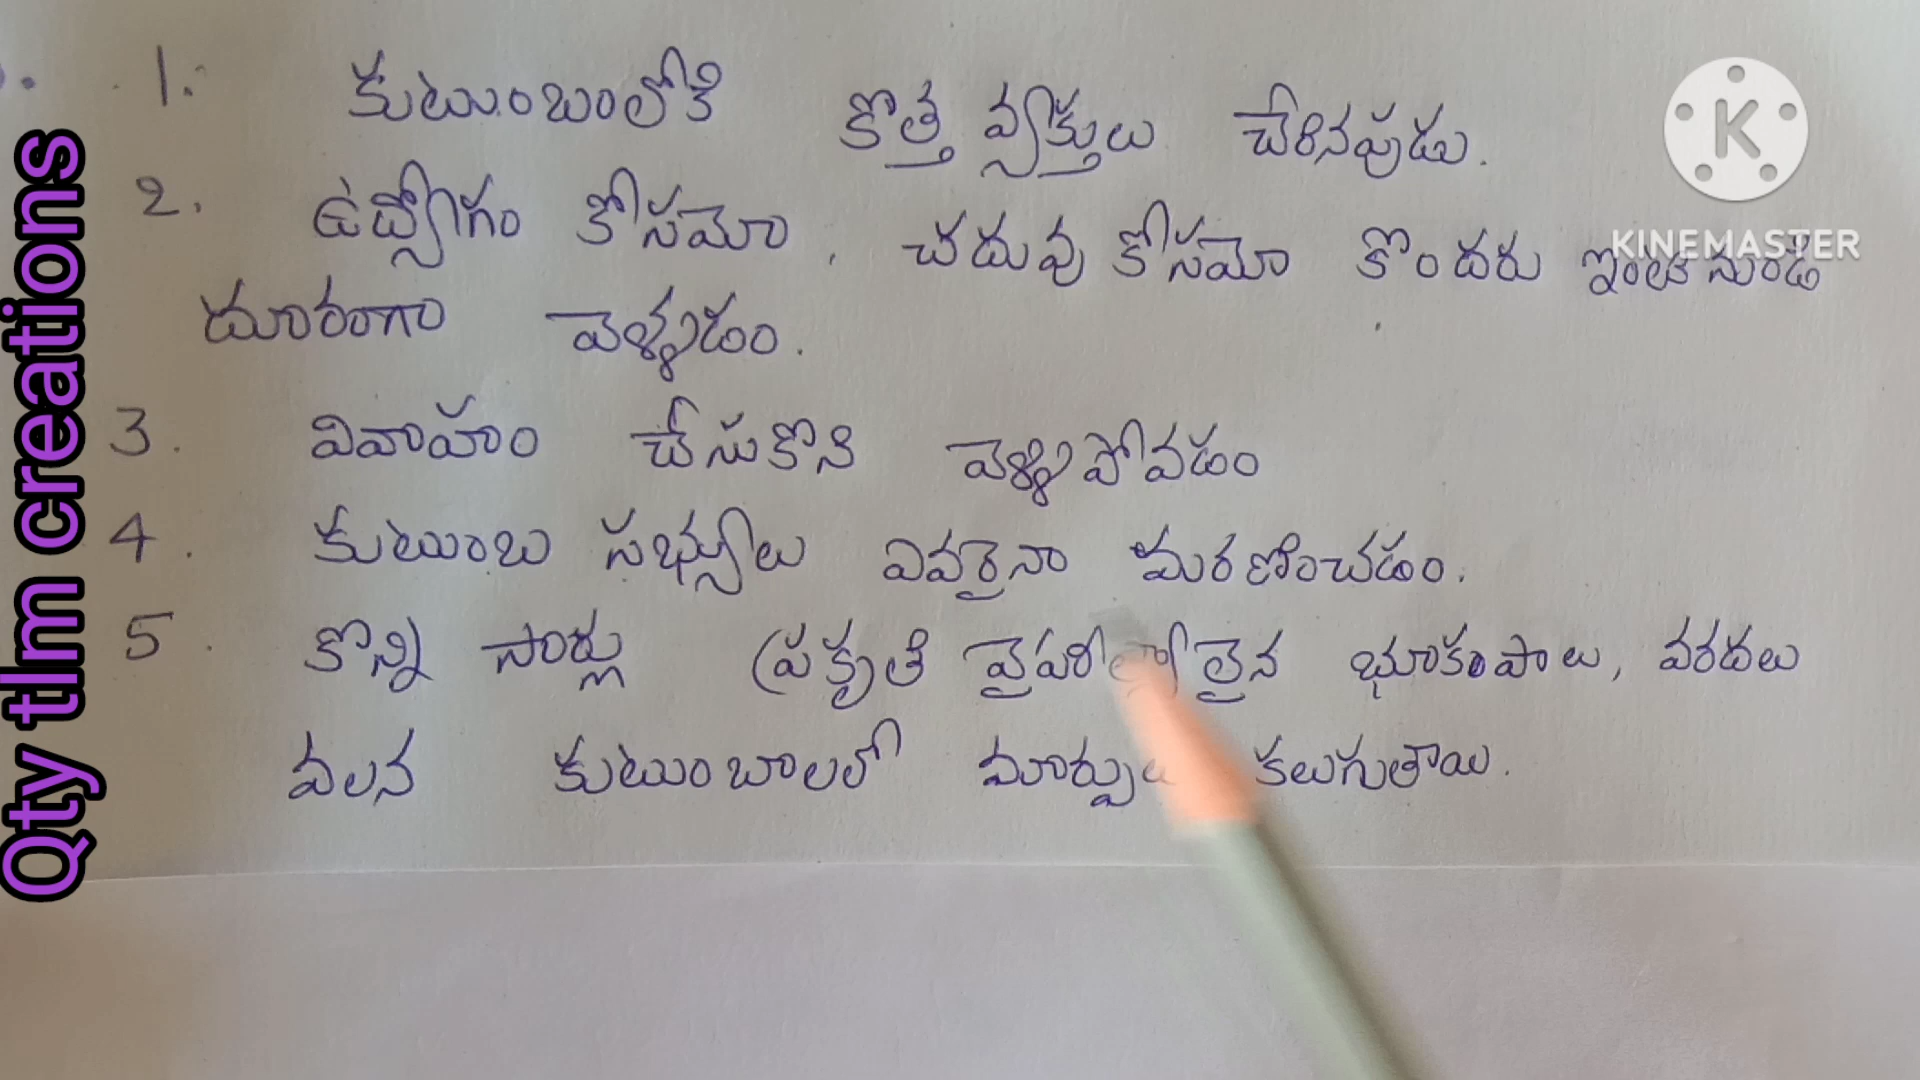 1. కుటుంబంలోకి కొత్త వ్యక్తులు చేరినపుడు.
2. ఉద్యోగం కోసమో, చదువు కోసమో కొందరు ఇంటి నుండి
దూరంగా వెళ్ళడం.
3. వివాహం చేసుకొని వెళ్ళిపోవడం
4. కుటుంబ సభ్యులు ఎవరైనా మరణించడం.
5. కొన్ని సార్లు ప్రకృతి వైపరీత్యాలైన భూకంపాలు, వరదలు
వలన కుటుంబాలలో మార్పులు కలుగుతాయి.
Qty tlm creations
K
KINEMASTER